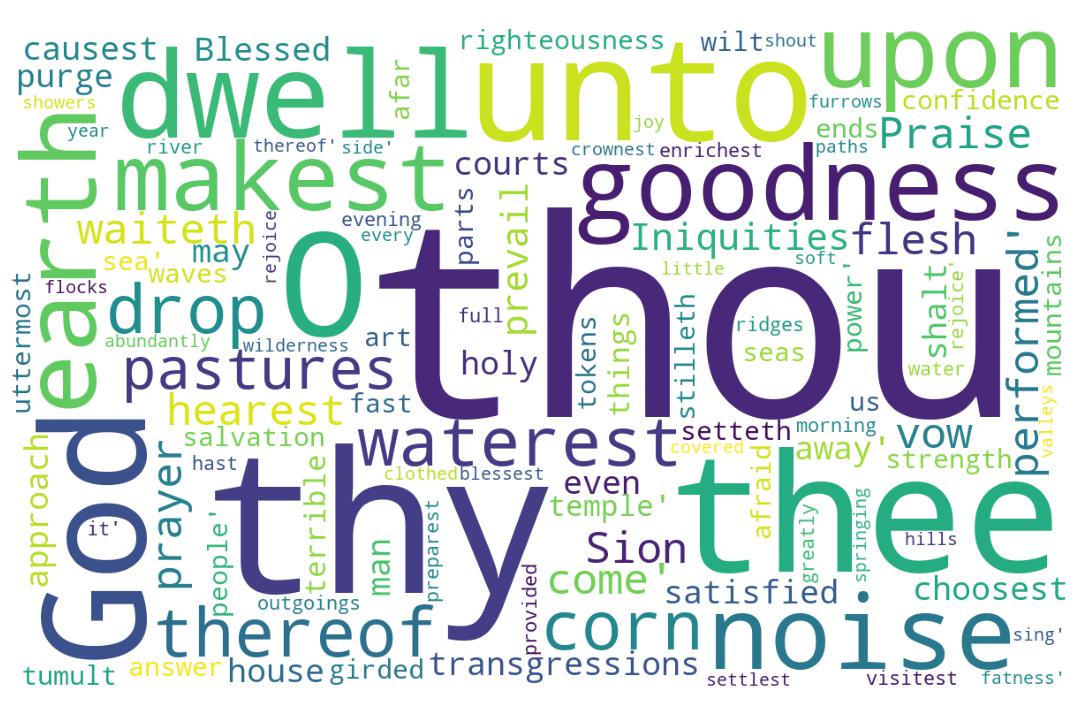 causest Blessed dwell unto righteousness wilt shout upon
purge afar furrows confidence
showers year joy ends Praise
river thereof' side' crownest enrichest paths
earth makest courts goodness
waiteth may rejoice evening every parts prevail Iniquities flesh
sea' waves O thou little soft power' shalt rejoice' performed' mountains
flocks uttermost drop art full holy tokens things stilleth ridges seas water
abundantly wilderness
pastures
hearest fast us valleys
God salvation waterest setteth morning vow
approach prayer hast thy clothed blessest even covered afraid away' strength
it' people' terrible man preparest temple' thee greatly springing hills
Sion
outgoings provided come' satisfied choosest
thereof corn noise sing'
tumult answer house girded transgressions settlest visitest fatness'